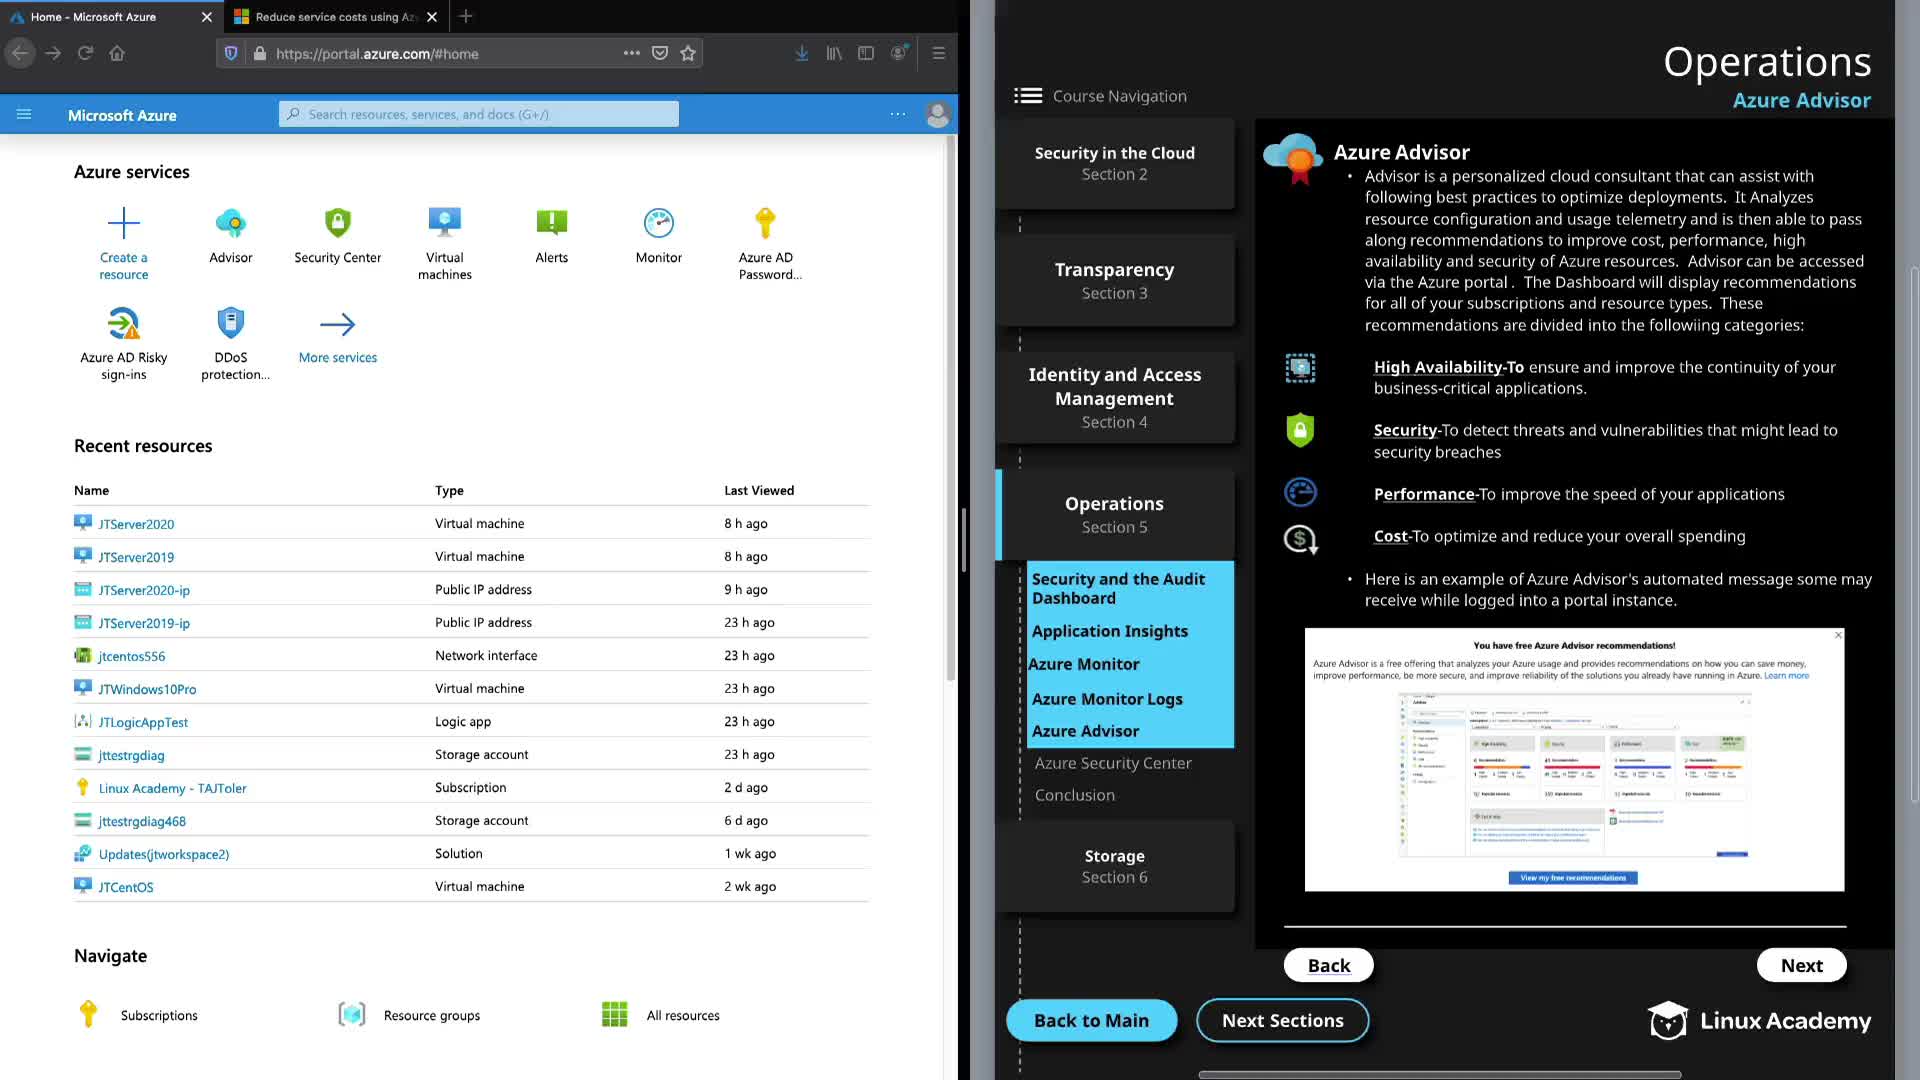 Home - Microsoft Azure
Reduce service costs using Az
https://portal.azure.com/#home
Microsoft Azure
Search resources, services, and docs (G+/)
Azure services
Create a resource
Advisor
Security Center
Virtual machines
Alerts
Monitor
Azure AD Password...
Azure AD Risky sign-ins
DDoS protection...
More services
Recent resources
Name Type Last Viewed
JTServer2020 Virtual machine 8 h ago
JTServer2019 Virtual machine 8 h ago
JTServer2020-ip Public IP address 9 h ago
JTServer2019-ip Public IP address 23 h ago
jtcentos556 Network interface 23 h ago
JTWindows10Pro Virtual machine 23 h ago
JTLogicAppTest Logic app 23 h ago
jttestrgdiag Storage account 23 h ago
Linux Academy - TAJToler Subscription 2 d ago
jttestrgdiag468 Storage account 6 d ago
Updates(jtworkspace2) Solution 1 wk ago
JTCentOS Virtual machine 2 wk ago
Navigate
Subscriptions
Resource groups
All resources
Operations
Azure Advisor
Course Navigation
Security in the Cloud
Section 2
Transparency
Section 3
Identity and Access
Management
Section 4
Operations
Section 5
Security and the Audit
Dashboard
Application Insights
Azure Monitor
Azure Monitor Logs
Azure Advisor
Azure Security Center
Conclusion
Storage
Section 6
Azure Advisor
• Advisor is a personalized cloud consultant that can assist with
following best practices to optimize deployments. It Analyzes
resource configuration and usage telemetry and is then able to pass
along recommendations to improve cost, performance, high
availability and security of Azure resources. Advisor can be accessed
via the Azure portal . The Dashboard will display recommendations
for all of your subscriptions and resource types. These
recommendations are divided into the followiing categories:
High Availability-To ensure and improve the continuity of your
business-critical applications.
Security-To detect threats and vulnerabilities that might lead to
security breaches
Performance-To improve the speed of your applications
Cost-To optimize and reduce your overall spending
• Here is an example of Azure Advisor's automated message some may
receive while logged into a portal instance.
You have free Azure Advisor recommendations!
Azure Advisor is a free offering that analyzes your Azure usage and provides recommendations on how you can save money,
improve performance, be more secure, and improve reliability of the solutions you already have running in Azure. Learn more
View my free recommendations
Back
Next
Back to Main
Next Sections
Linux Academy